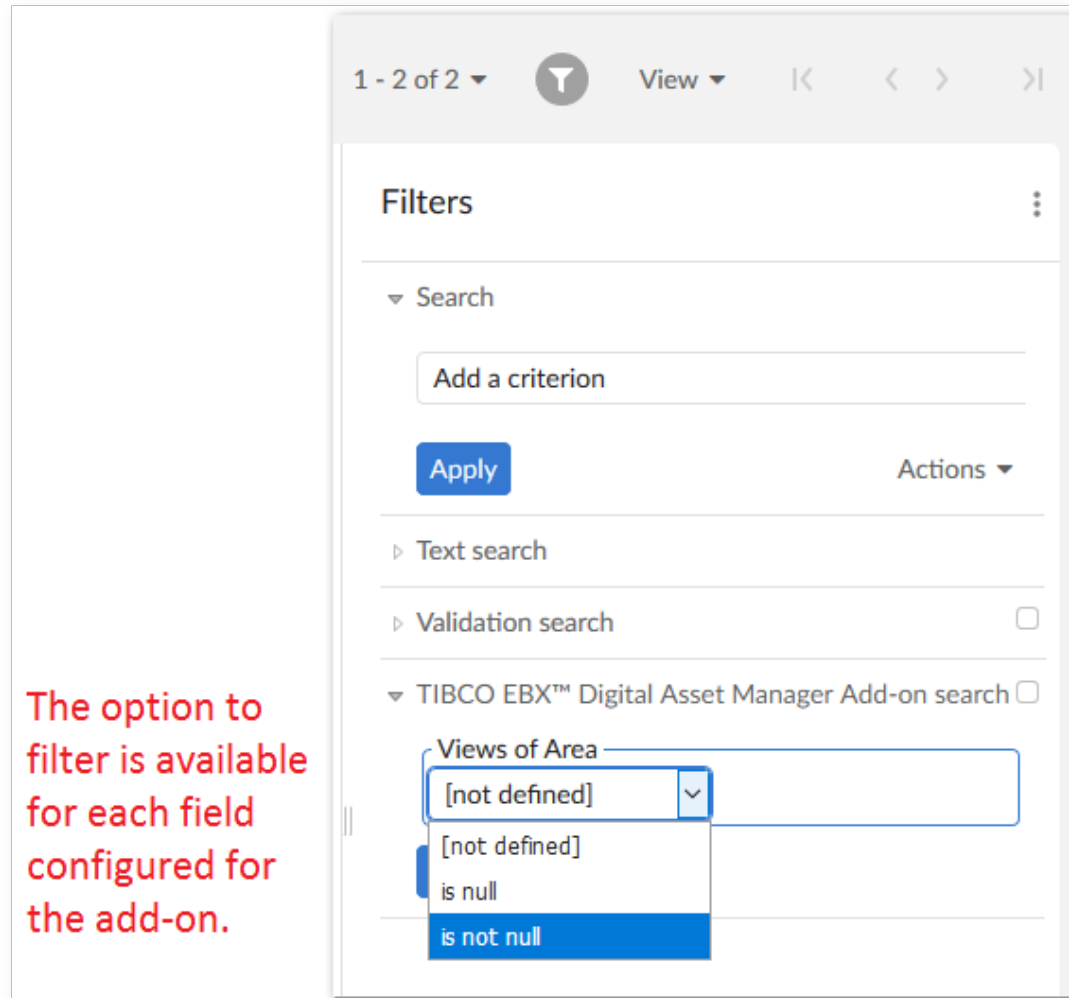 1 - 2 of 2
View
Filters
Search
Add a criterion
Apply
Actions
Text search
Validation search
TIBCO EBX™ Digital Asset Manager Add-on search
Views of Area
[not defined]
[not defined]
is null
is not null
The option to
filter is available
for each field
configured for
the add-on.